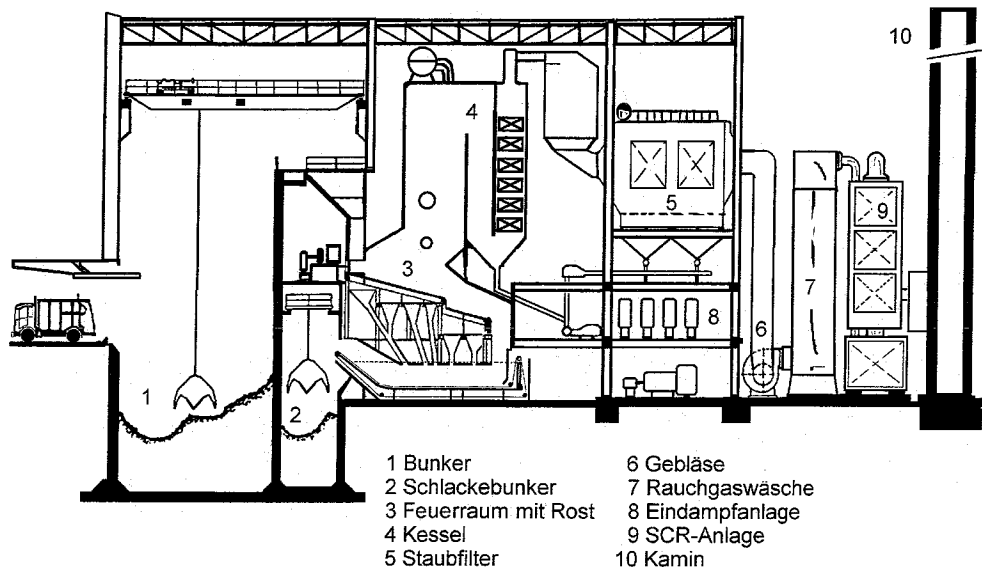 10
4
5
9
3
7
8
6
1
2
1 Bunker
2 Schlackebunker
3 Feuerraum mit Rost
4 Kessel
5 Staubfilter
6 Gebläse
7 Rauchgaswäsche
8 Eindampfanlage
9 SCR-Anlage
10 Kamin